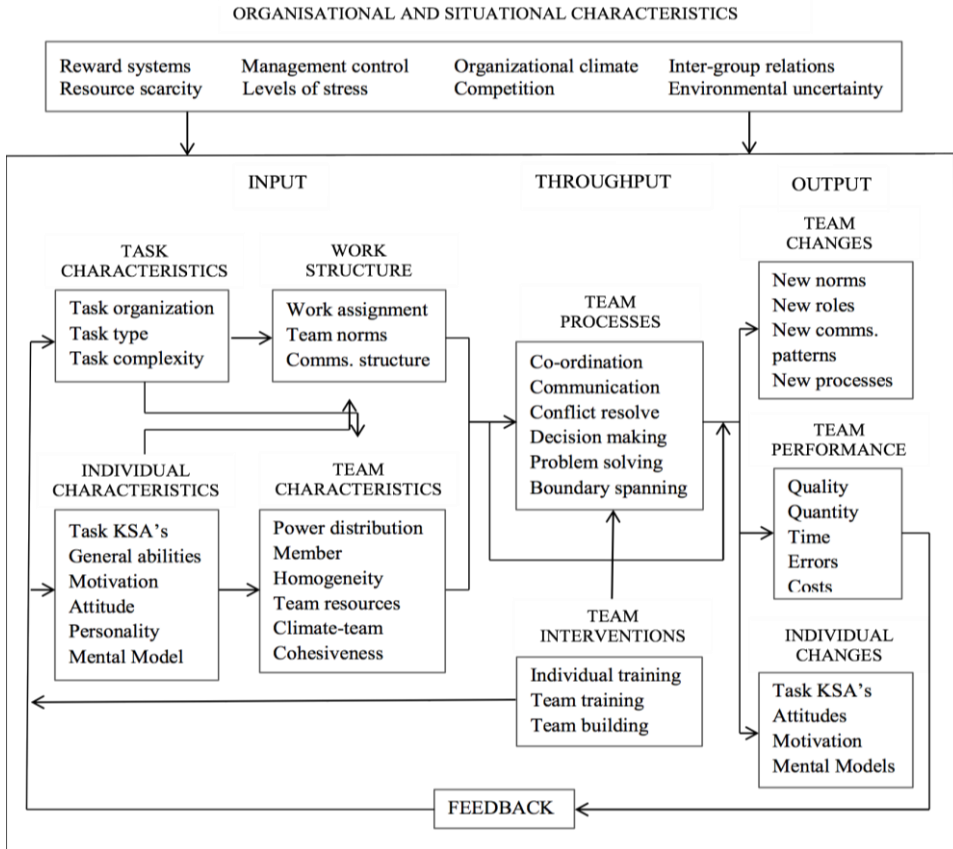 ORGANISATIONAL AND SITUATIONAL CHARACTERISTICS
Reward systems
Resource scarcity
Management control
Levels of stress
Organizational climate
Competition
Inter-group relations
Environmental uncertainty
INPUT
THROUGHPUT
OUTPUT
TASK
CHARACTERISTICS
Task organization
Task type
Task complexity
WORK
STRUCTURE
Work assignment
Team norms
Comms. structure
INDIVIDUAL
CHARACTERISTICS
Task KSA's
General abilities
Motivation
Attitude
Personality
Mental Model
TEAM
CHARACTERISTICS
Power distribution
Member
Homogeneity
Team resources
Climate-team
Cohesiveness
TEAM
PROCESSES
Co-ordination
Communication
Conflict resolve
Decision making
Problem solving
Boundary spanning
TEAM
INTERVENTIONS
Individual training
Team training
Team building
TEAM
CHANGES
New norms
New roles
New comms.
patterns
New processes
TEAM
PERFORMANCE
Quality
Quantity
Time
Errors
Costs
INDIVIDUAL
CHANGES
Task KSA's
Attitudes
Motivation
Mental Models
FEEDBACK